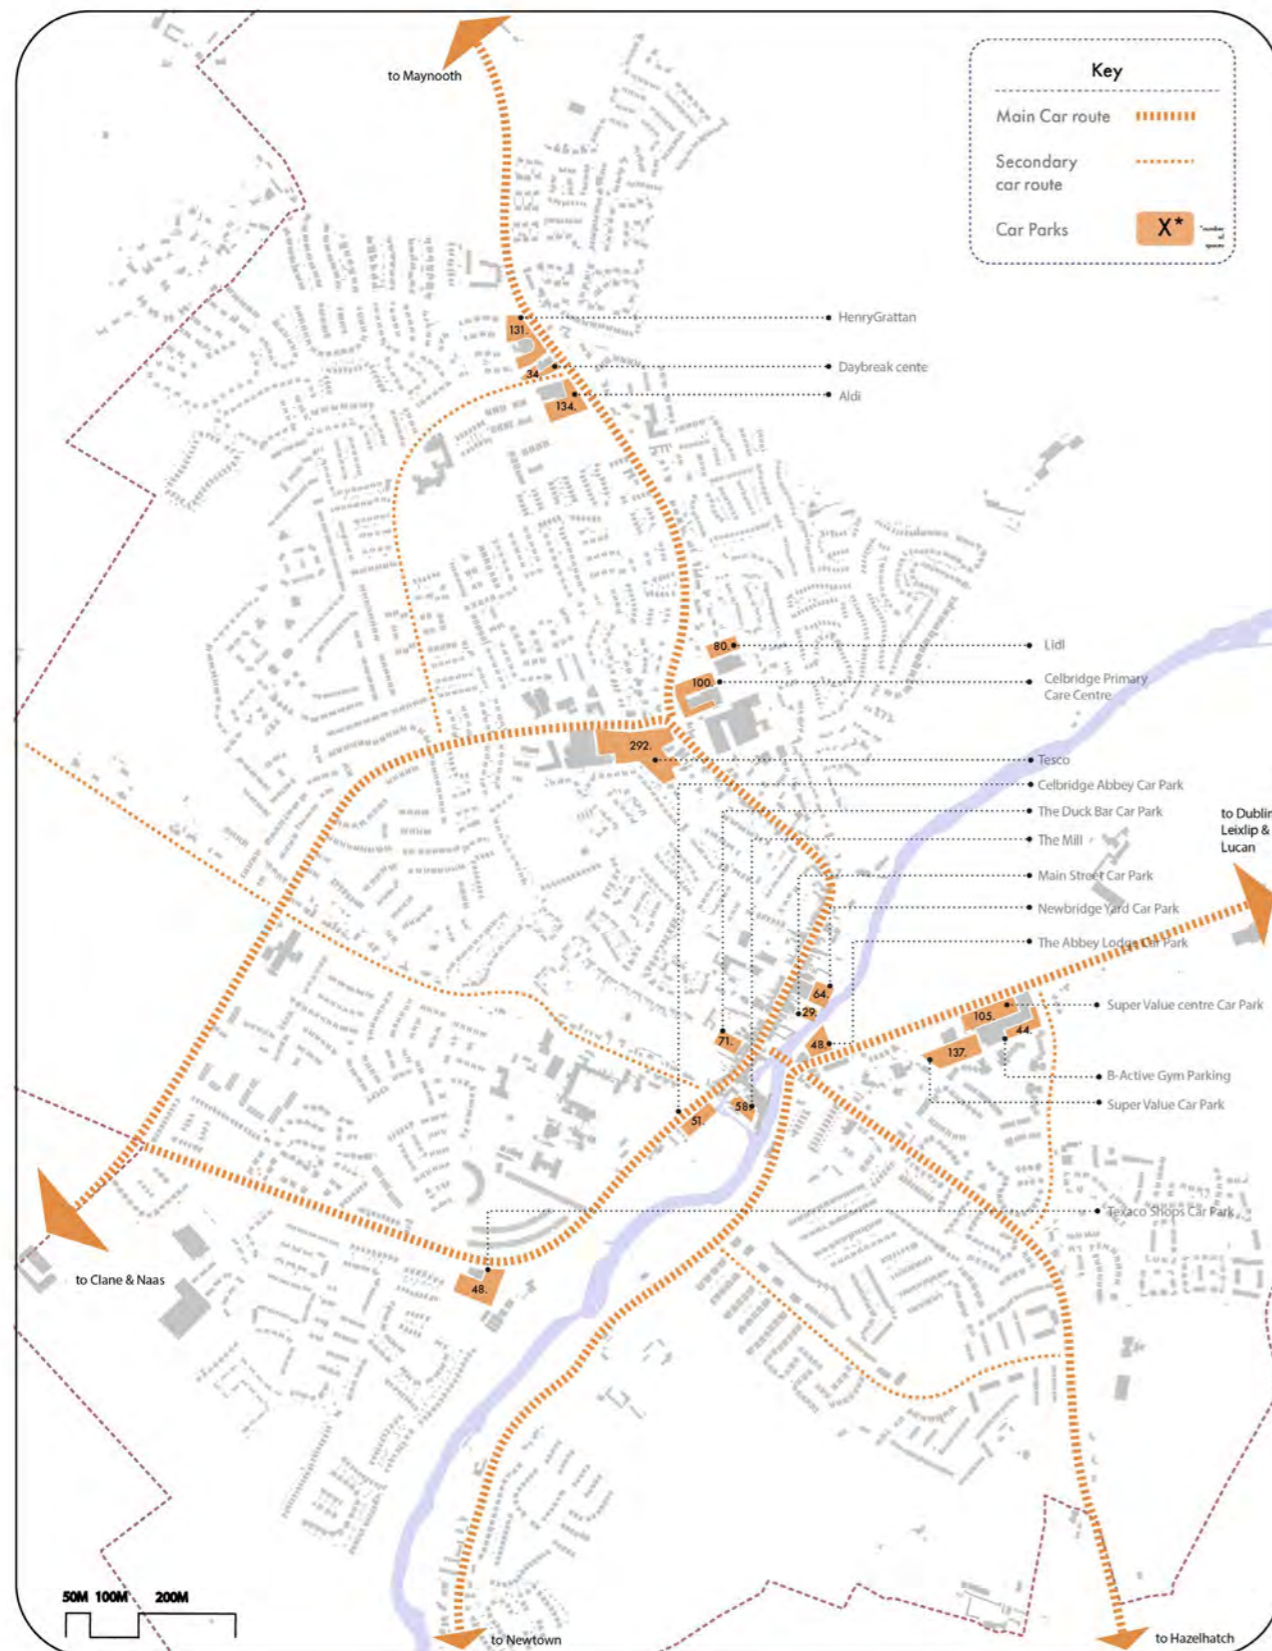 to Maynooth
Key
Main Car route
Secondary
car route
Car Parks
X*
*number
of
spaces
HenryGrattan
131.
Daybreak cente
34.
Aldi
134.
Lidl
80.
Celbridge Primary
Care Centre
100.
292.
Tesco
Celbridge Abbey Car Park
The Duck Bar Car Park
to Dublin
Leixlip &
Lucan
The Mill
Main Street Car Park
Newbridge Yard Car Park
The Abbey Lodge Car Park
64.
29.
Super Value centre Car Park
105.
44.
71.
48.
137.
B-Active Gym Parking
Super Value Car Park
58.
51.
Texaco Shops Car Park
to Clane & Naas
48.
50M 100M 200M
to Newtown
to Hazelhatch